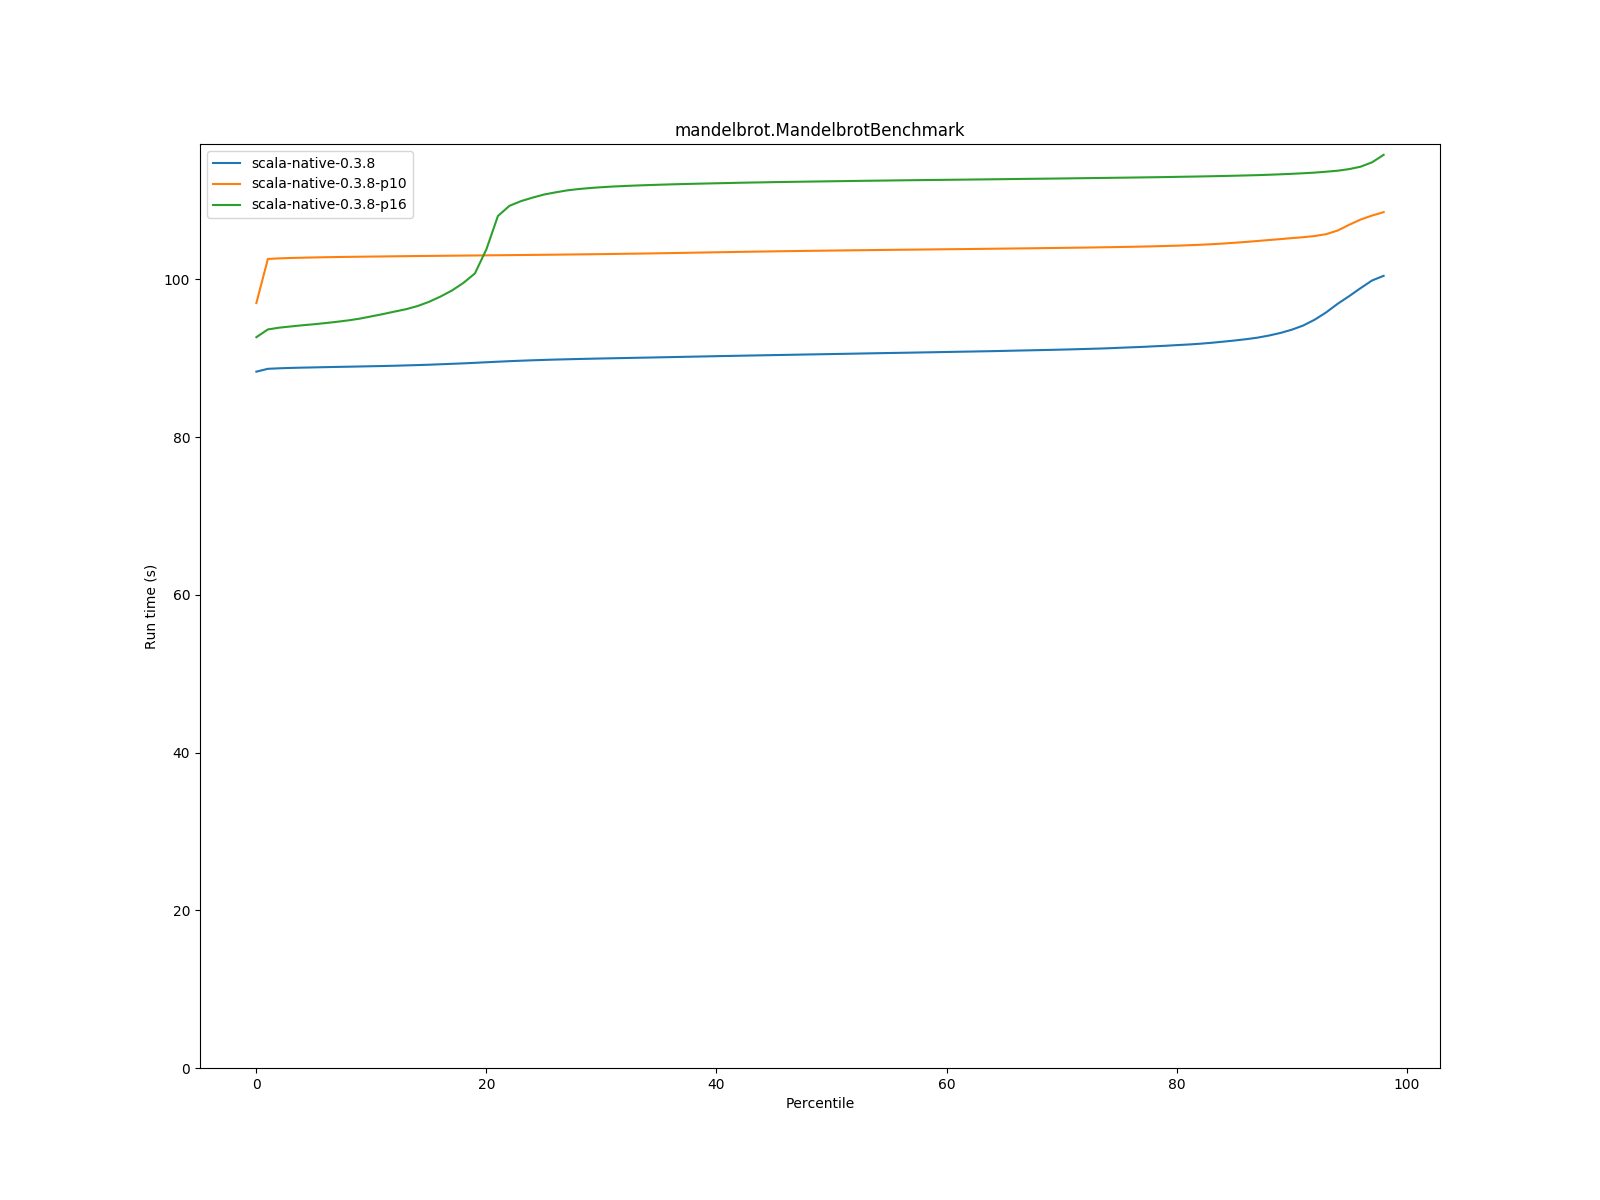 mandelbrot.MandelbrotBenchmark
scala-native-0.3.8
scala-native-0.3.8-p10
scala-native-0.3.8-p16
100
80
60
40
20
0
Run time (s)
0 20 40 60 80 100
Percentile